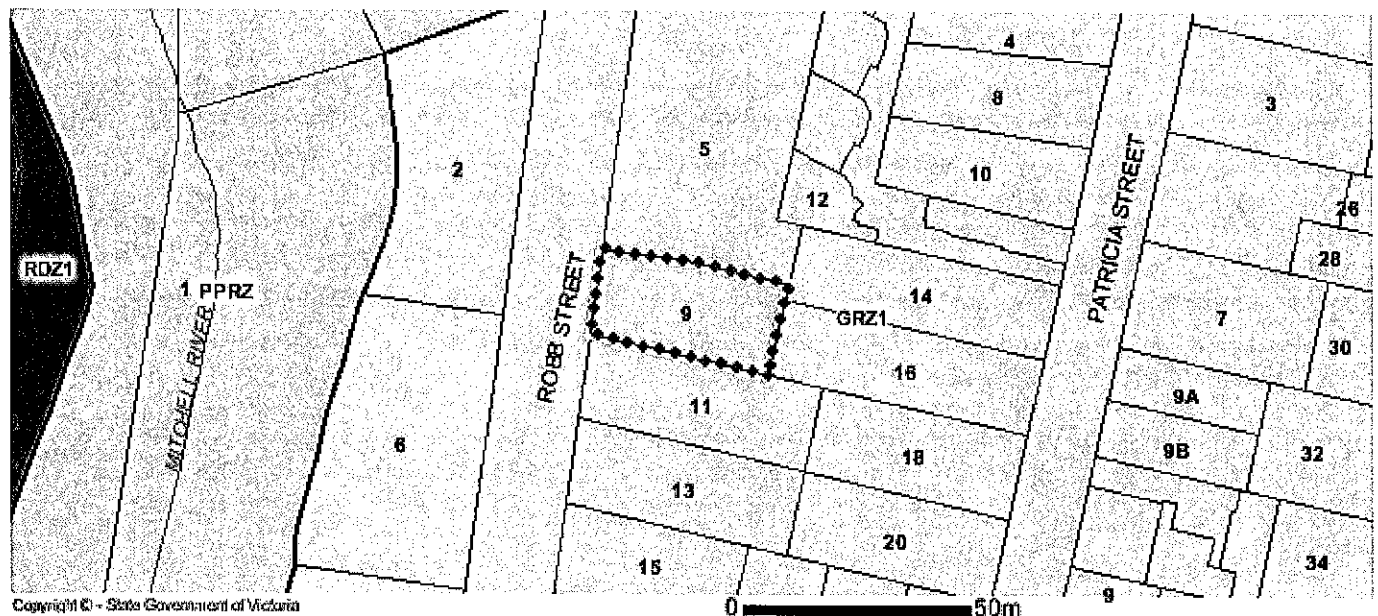 4
8
3
5
2
10
12
26
28
RDZ1
1 PPRZ
14
9
GRZ1
7
30
16
ROBB STREET
PATRICIA STREET
MITCHELL RIVER
9A
11
6
18
9B
32
13
20
15
34
9
Copyright © - State Government of Victoria
0 50m